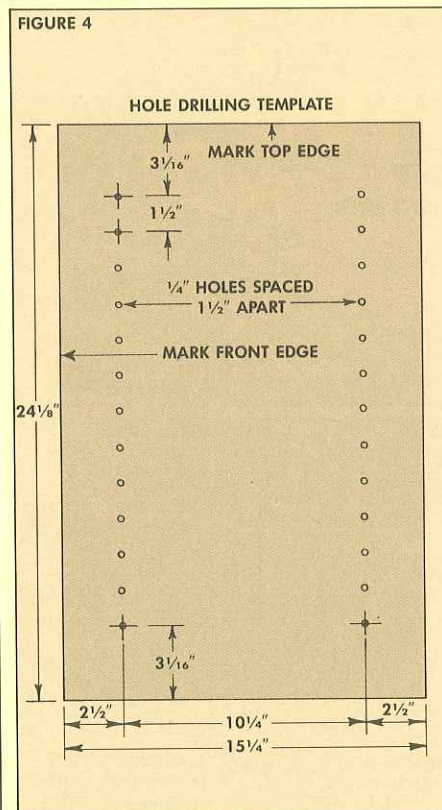 FIGURE 4
HOLE DRILLING TEMPLATE
3 1/16"
MARK TOP EDGE
1 1/2"
1/4" HOLES SPACED
1 1/2" APART
MARK FRONT EDGE
24 1/8"
3 1/16"
2 1/2"
10 1/4"
2 1/2"
15 1/4"